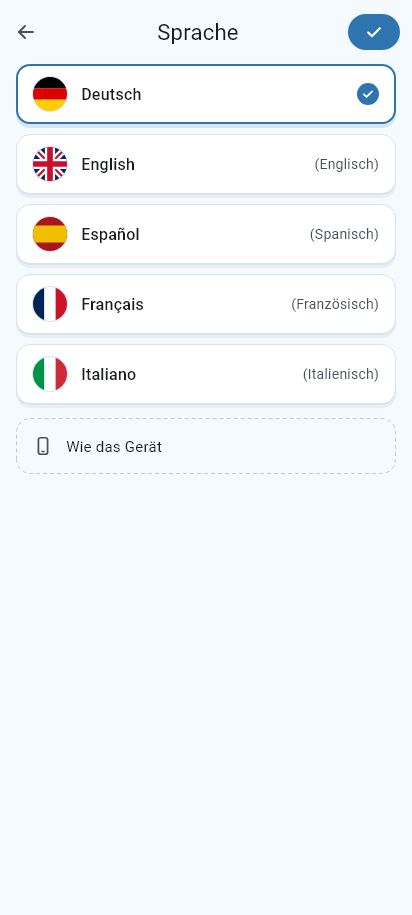 Sprache
Deutsch
English (Englisch)
Español (Spanisch)
Français (Französisch)
Italiano (Italienisch)
Wie das Gerät